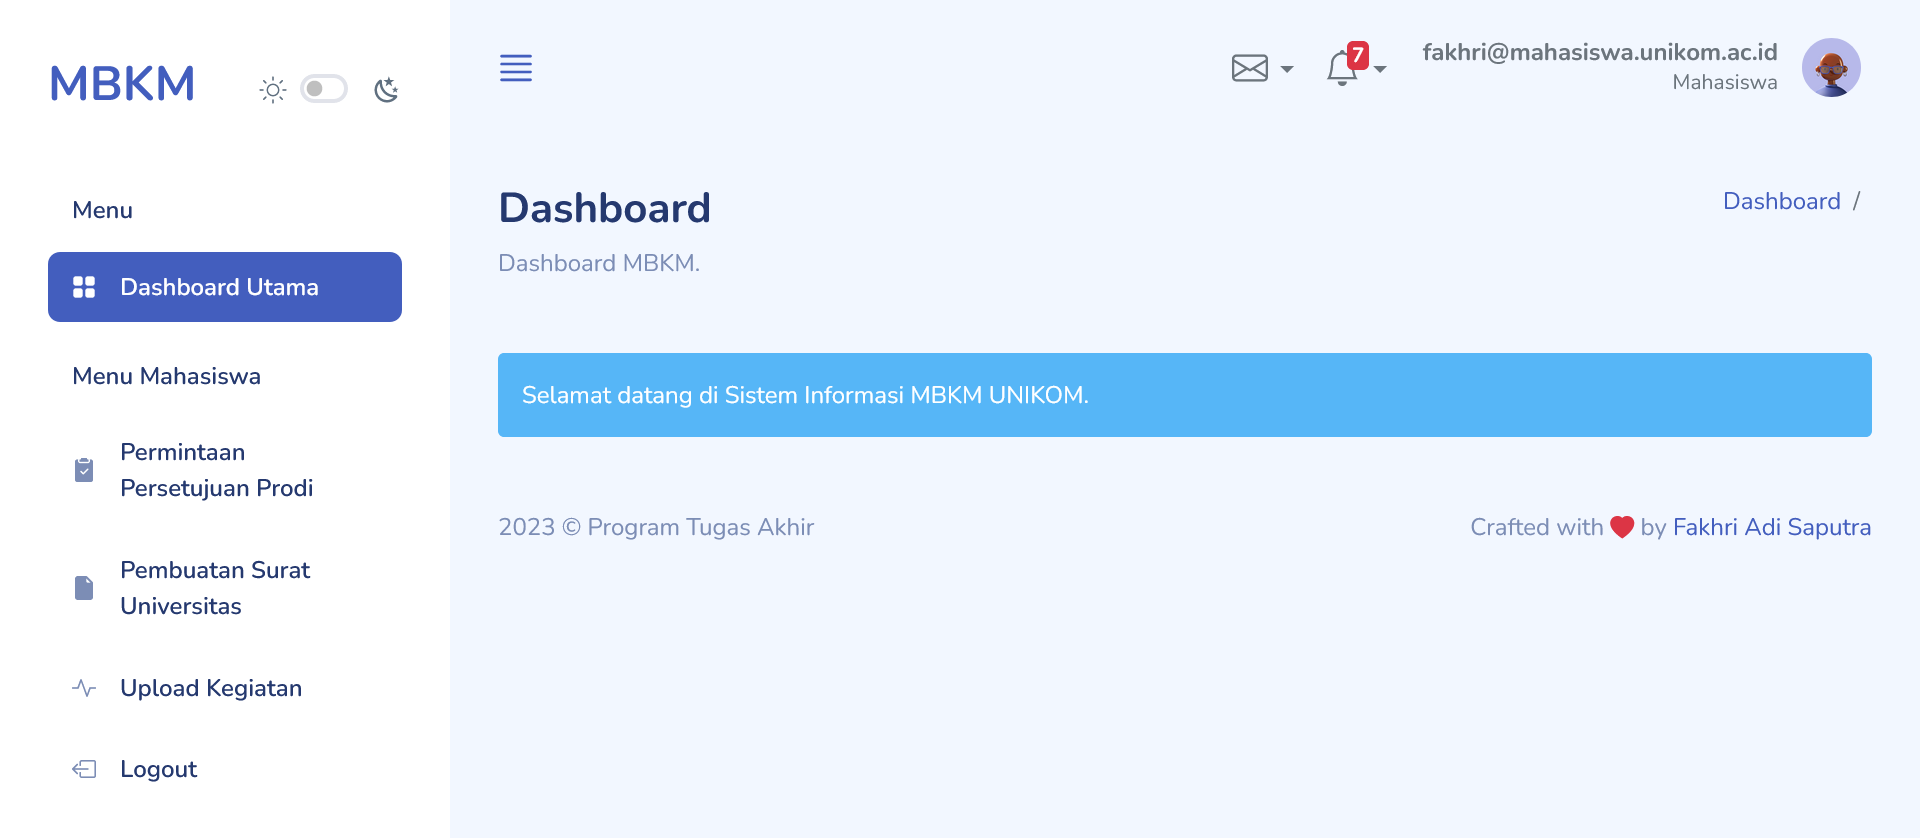 MBKM
Menu
Dashboard Utama
Menu Mahasiswa
Permintaan
Persetujuan Prodi
Pembuatan Surat
Universitas
Upload Kegiatan
Logout
7
fakhri@mahasiswa.unikom.ac.id
Mahasiswa
Dashboard
Dashboard MBKM.
Dashboard /
Selamat datang di Sistem Informasi MBKM UNIKOM.
2023 © Program Tugas Akhir
Crafted with ❤ by Fakhri Adi Saputra